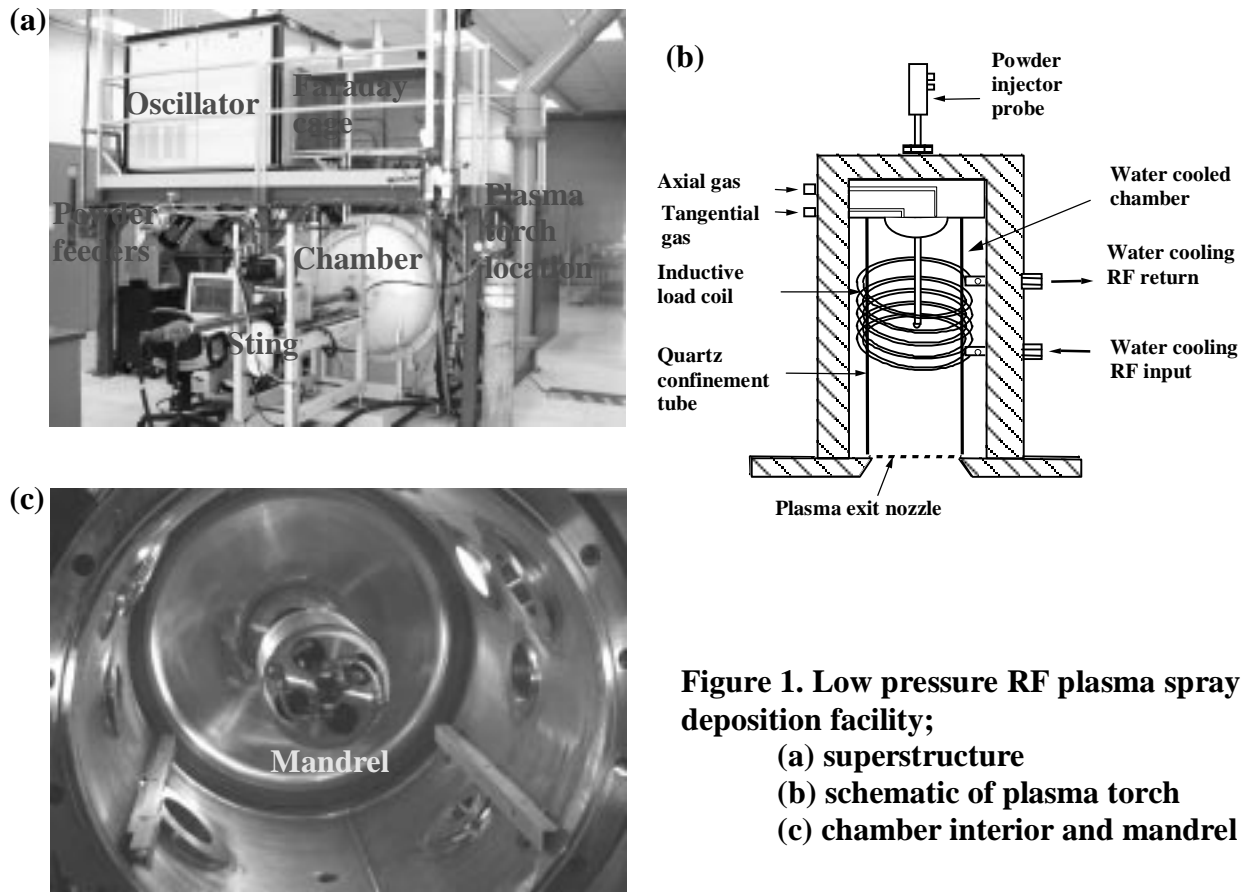 (a)
Oscillator
Faraday
cage
Powder
feeders
Plasma
torch
location
Chamber
Sting
(b)
Powder
injector
probe
Axial gas
Tangential
gas
Water cooled
chamber
Inductive
load coil
Water cooling
RF return
Quartz
confinement
tube
Water cooling
RF input
Plasma exit nozzle
(c)
Mandrel
Figure 1. Low pressure RF plasma spray
deposition facility;
(a) superstructure
(b) schematic of plasma torch
(c) chamber interior and mandrel